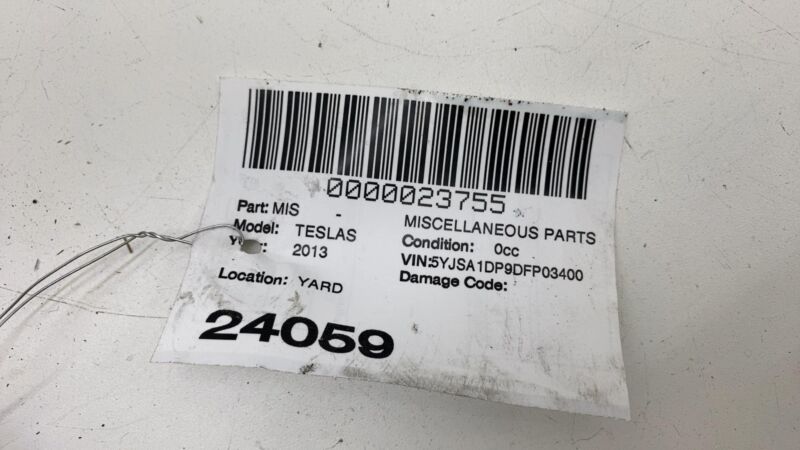 0000023755
Part: MIS - MISCELLANEOUS PARTS
Model: TESLAS Condition: 0cc
2013 VIN:5YJSA1DP9DFP03400
Location: YARD Damage Code:
24059